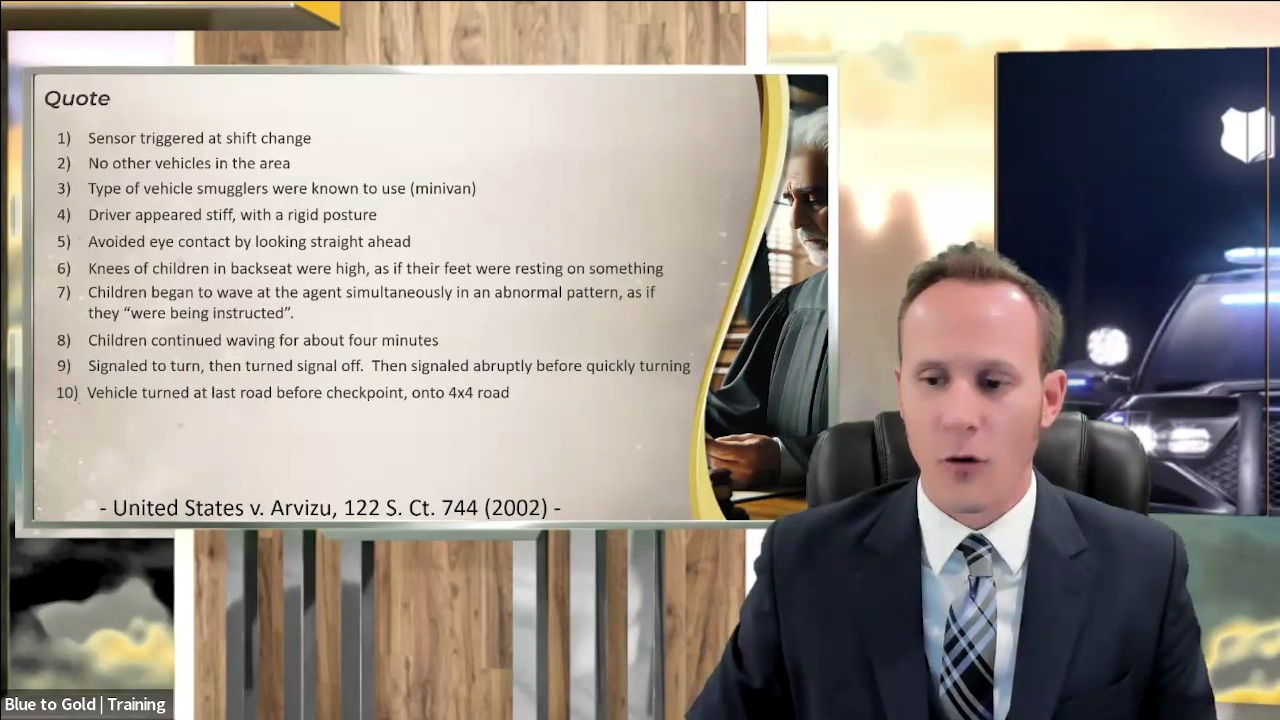 Quote
1) Sensor triggered at shift change
2) No other vehicles in the area
3) Type of vehicle smugglers were known to use (minivan)
4) Driver appeared stiff, with a rigid posture
5) Avoided eye contact by looking straight ahead
6) Knees of children in backseat were high, as if their feet were resting on something
7) Children began to wave at the agent simultaneously in an abnormal pattern, as if
they “were being instructed”.
8) Children continued waving for about four minutes
9) Signaled to turn, then turned signal off. Then signaled abruptly before quickly turning
10) Vehicle turned at last road before checkpoint, onto 4x4 road
- United States v. Arvizu, 122 S. Ct. 744 (2002) -
Blue to Gold | Training